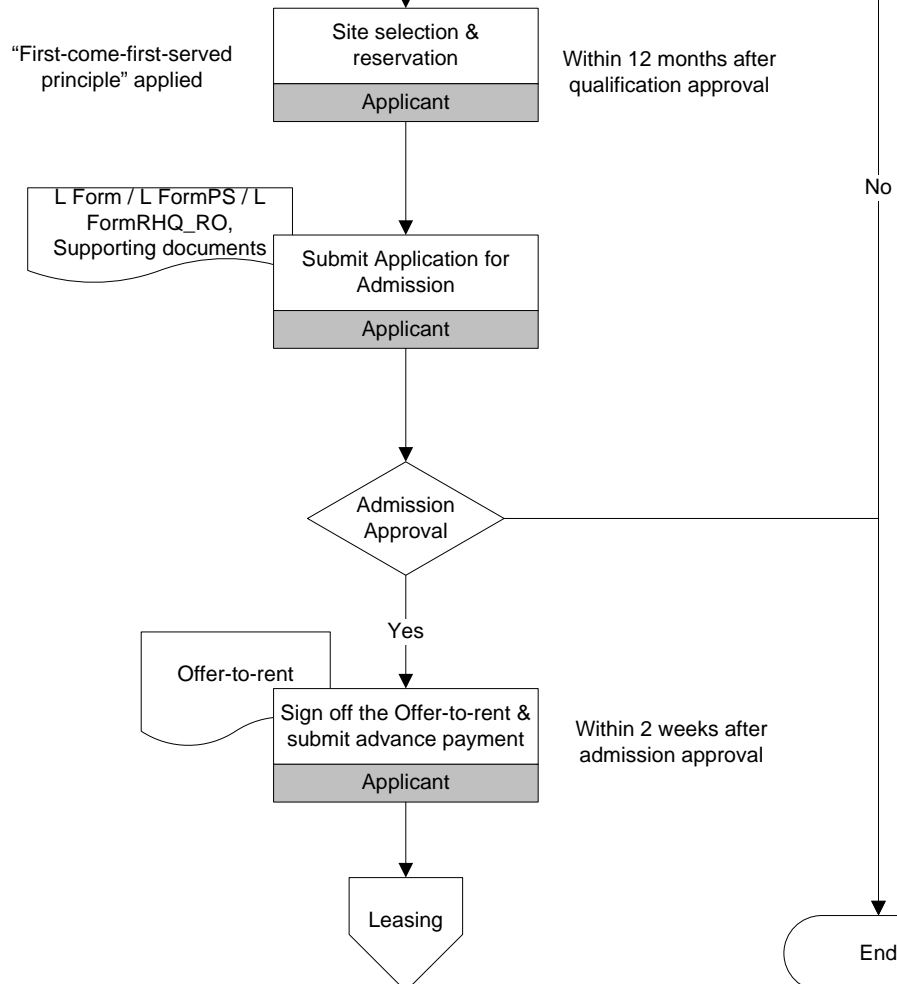 Site selection &
reservation
Applicant
“First-come-first-served
principle” applied
Within 12 months after
qualification approval
No
L Form / L FormPS / L
FormRHQ_RO,
Supporting documents
Submit Application for
Admission
Applicant
Admission
Approval
Yes
Offer-to-rent
Sign off the Offer-to-rent &
submit advance payment
Applicant
Within 2 weeks after
admission approval
Leasing
End